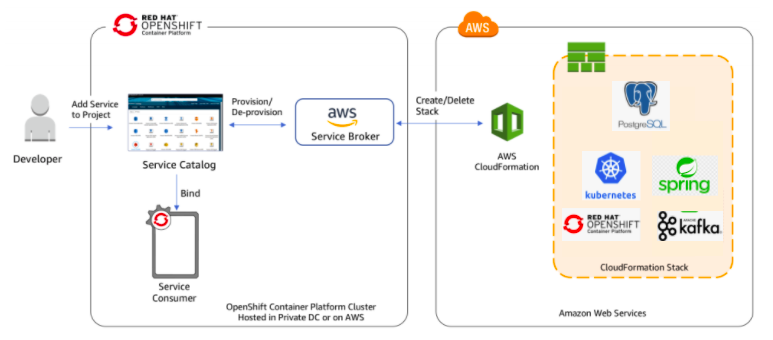 RED HAT
OPENSHIFT
Container Platform
AWS
Add Service
to Project
Developer
Service Catalog
Provision/
De-provision
aws
Service Broker
Create/Delete
Stack
AWS
CloudFormation
Bind
Service
Consumer
OpenShift Container Platform Cluster
Hosted in Private DC or on AWS
PostgreSQL
kubernetes
spring
RED HAT
OPENSHIFT
Container Platform
kafka
CloudFormation Stack
Amazon Web Services